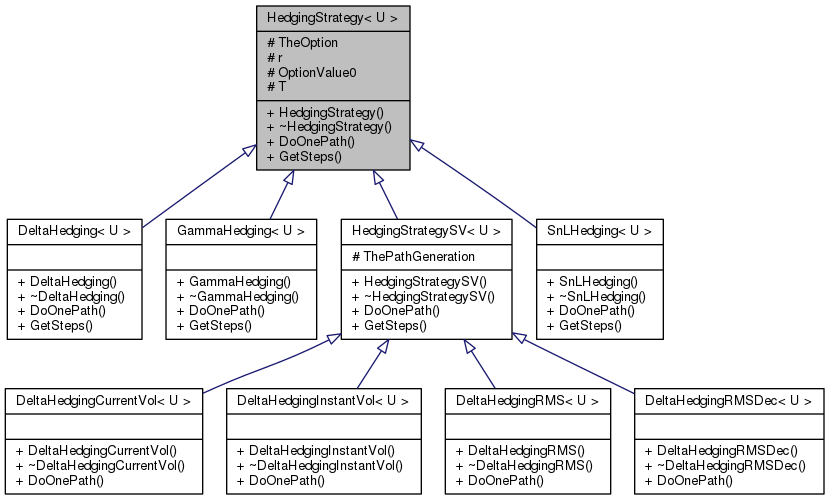 HedgingStrategy< U >
# TheOption
# r
# OptionValue0
# T
+ HedgingStrategy()
+ ~HedgingStrategy()
+ DoOnePath()
+ GetSteps()
DeltaHedging< U >
+ DeltaHedging()
+ ~DeltaHedging()
+ DoOnePath()
+ GetSteps()
GammaHedging< U >
+ GammaHedging()
+ ~GammaHedging()
+ DoOnePath()
+ GetSteps()
HedgingStrategySV< U >
# ThePathGeneration
+ HedgingStrategySV()
+ ~HedgingStrategySV()
+ DoOnePath()
+ GetSteps()
SnLHedging< U >
+ SnLHedging()
+ ~SnLHedging()
+ DoOnePath()
+ GetSteps()
DeltaHedgingCurrentVol< U >
+ DeltaHedgingCurrentVol()
+ ~DeltaHedgingCurrentVol()
+ DoOnePath()
DeltaHedgingInstantVol< U >
+ DeltaHedgingInstantVol()
+ ~DeltaHedgingInstantVol()
+ DoOnePath()
DeltaHedgingRMS< U >
+ DeltaHedgingRMS()
+ ~DeltaHedgingRMS()
+ DoOnePath()
DeltaHedgingRMSDec< U >
+ DeltaHedgingRMSDec()
+ ~DeltaHedgingRMSDec()
+ DoOnePath()